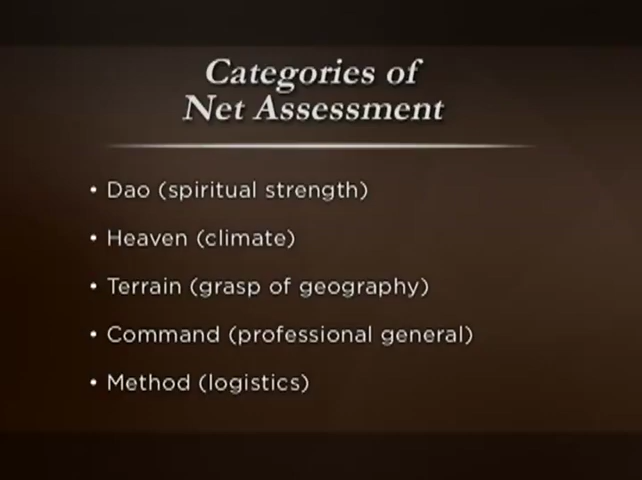 Categories of
Net Assessment
• Dao (spiritual strength)
• Heaven (climate)
• Terrain (grasp of geography)
• Command (professional general)
• Method (logistics)